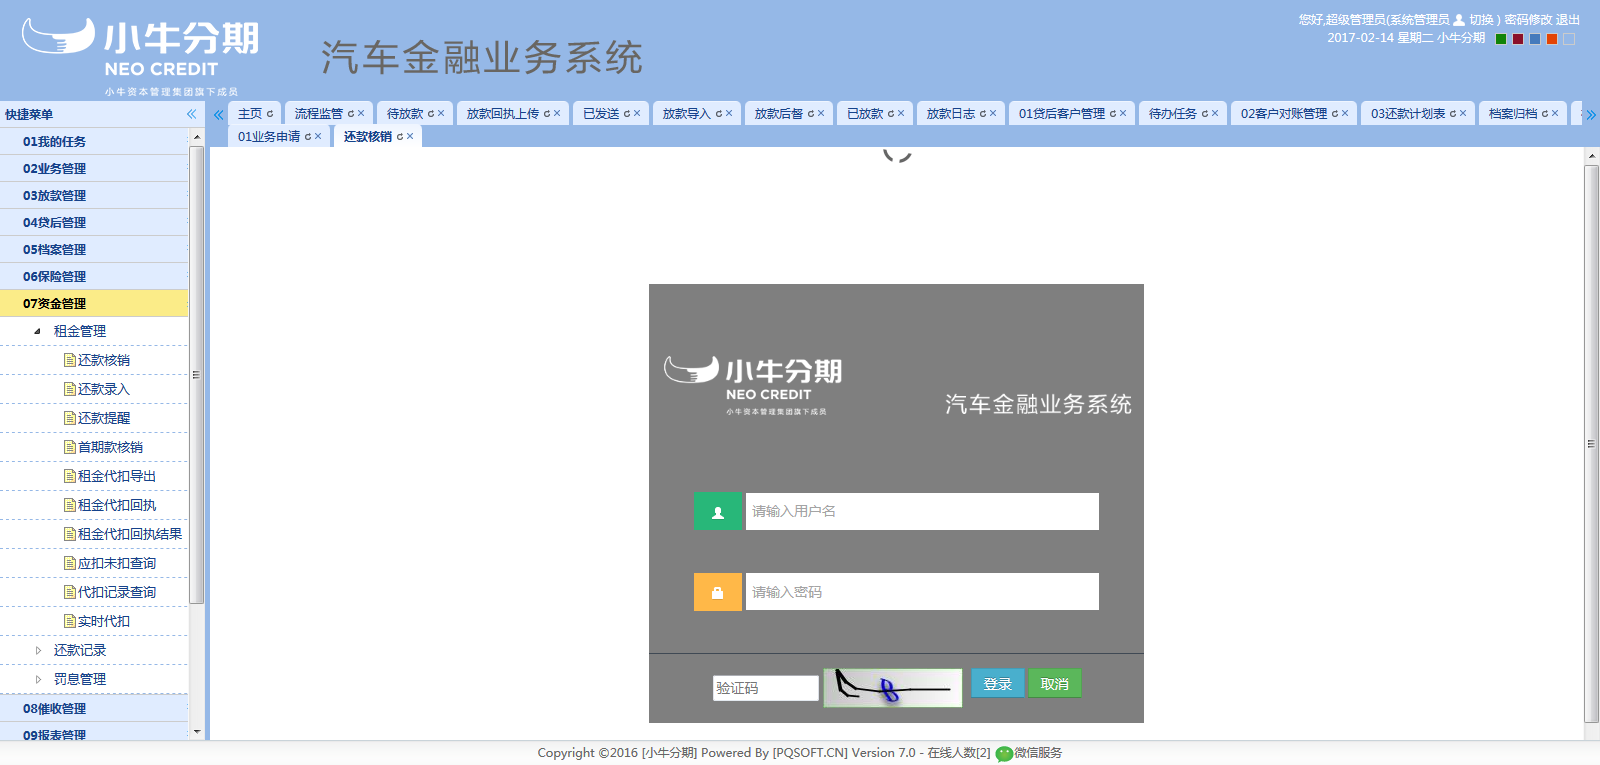 小牛分期
NEO CREDIT
小牛资本管理集团旗下成员
汽车金融业务系统
您好,超级管理员(系统管理员 切换 ) 密码修改 退出
2017-02-14 星期二 小牛分期
快捷菜单
主页
流程监管
待放款
放款回执上传
已发送
放款导入
放款后督
已放款
放款日志
01贷后客户管理
待办任务
02客户对账管理
03还款计划表
档案归档
01业务申请
还款核销
01我的任务
02业务管理
03放款管理
04贷后管理
05档案管理
06保险管理
07资金管理
租金管理
还款核销
还款录入
还款提醒
首期款核销
租金代扣导出
租金代扣回执
租金代扣回执结果
应扣未扣查询
代扣记录查询
实时代扣
还款记录
罚息管理
08催收管理
09报表管理
小牛分期
NEO CREDIT
小牛资本管理集团旗下成员
汽车金融业务系统
请输入用户名
请输入密码
验证码
登录
取消
Copyright ©2016 [小牛分期] Powered By [PQSOFT.CN] Version 7.0 - 在线人数[2] 微信服务